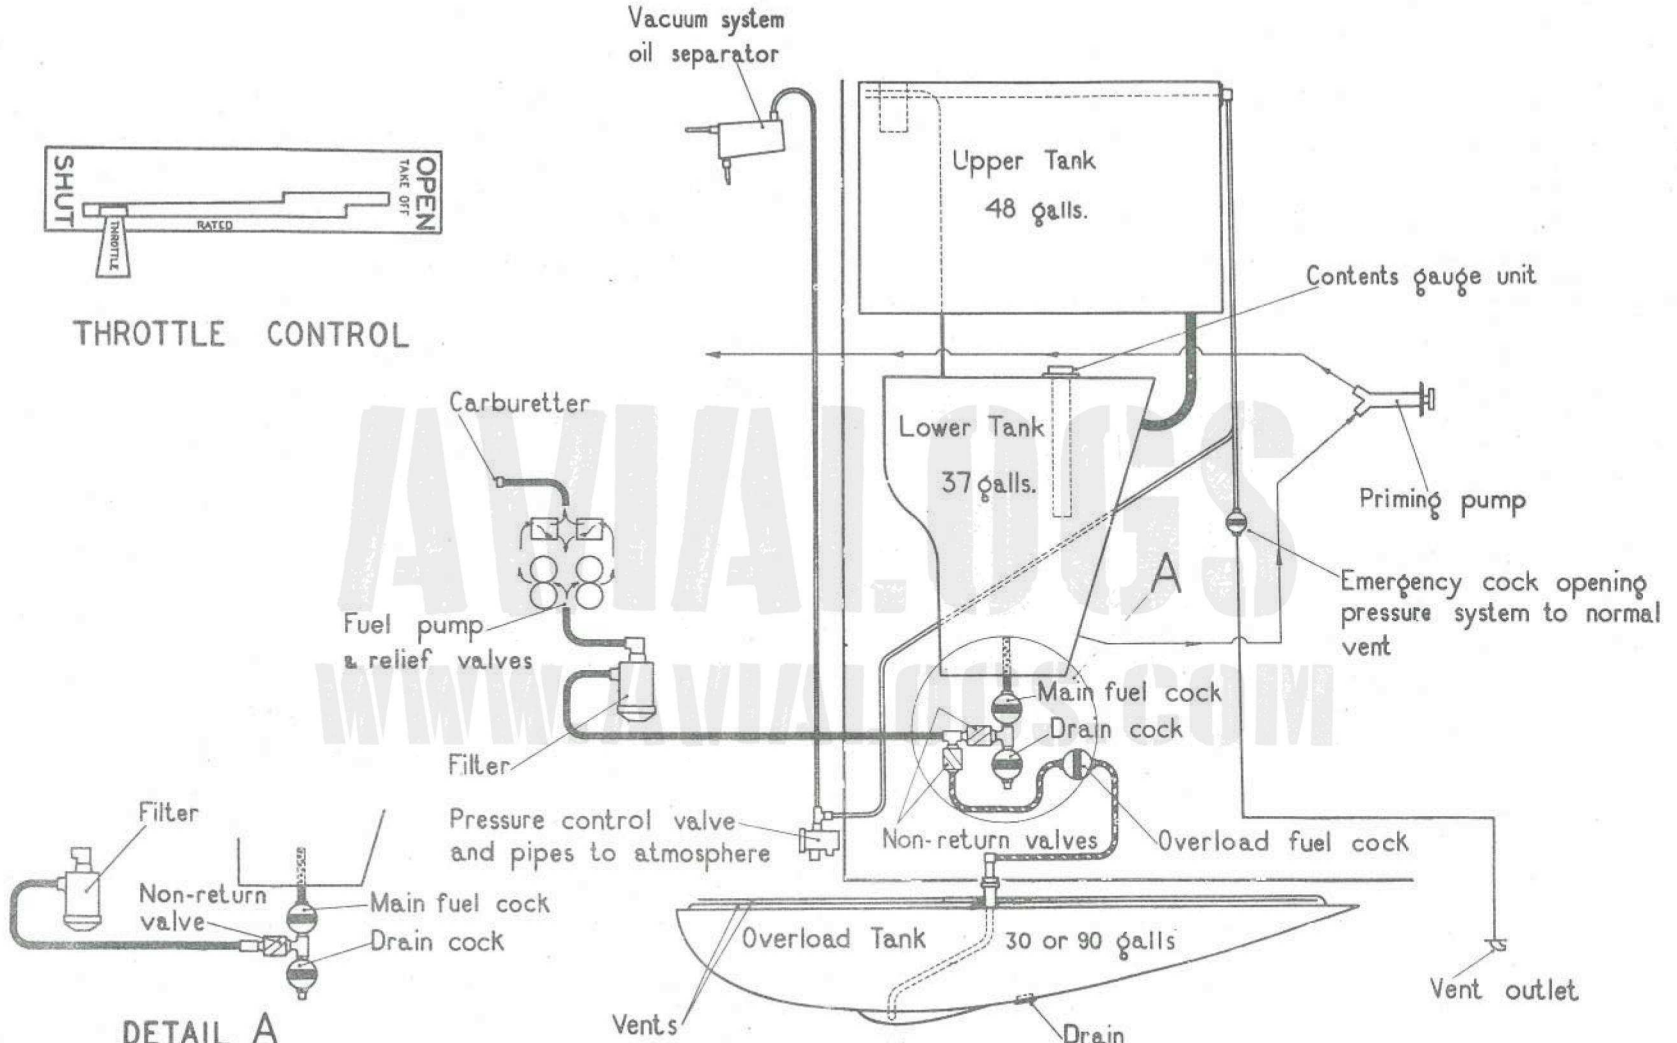 Vacuum system
oil separator
SHUT
OPEN
TAKE OFF
RATED
THROTTLE
THROTTLE CONTROL
Upper Tank
48 galls.
Contents gauge unit
Carburetter
Lower Tank
37 galls.
Priming pump
A
Emergency cock opening
pressure system to normal
vent
Fuel pump
& relief valves
Main fuel cock
Drain cock
Filter
Pressure control valve
and pipes to atmosphere
Non-return valves
Overload fuel cock
Filter
Non-return
valve
Main fuel cock
Drain cock
DETAIL A
Overload Tank
30 or 90 galls
Vents
Drain
Vent outlet
AVIALOGS
WWW.AVIALOGS.COM